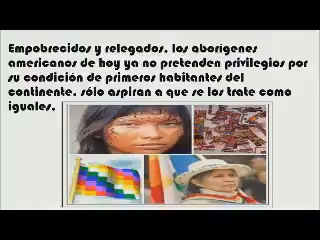 Empobrecidos y relegados, los aborígenes
americanos de hoy ya no pretenden privilegios por
su condición de primeros habitantes del
continente, sólo aspiran a que se los trate como
iguales.